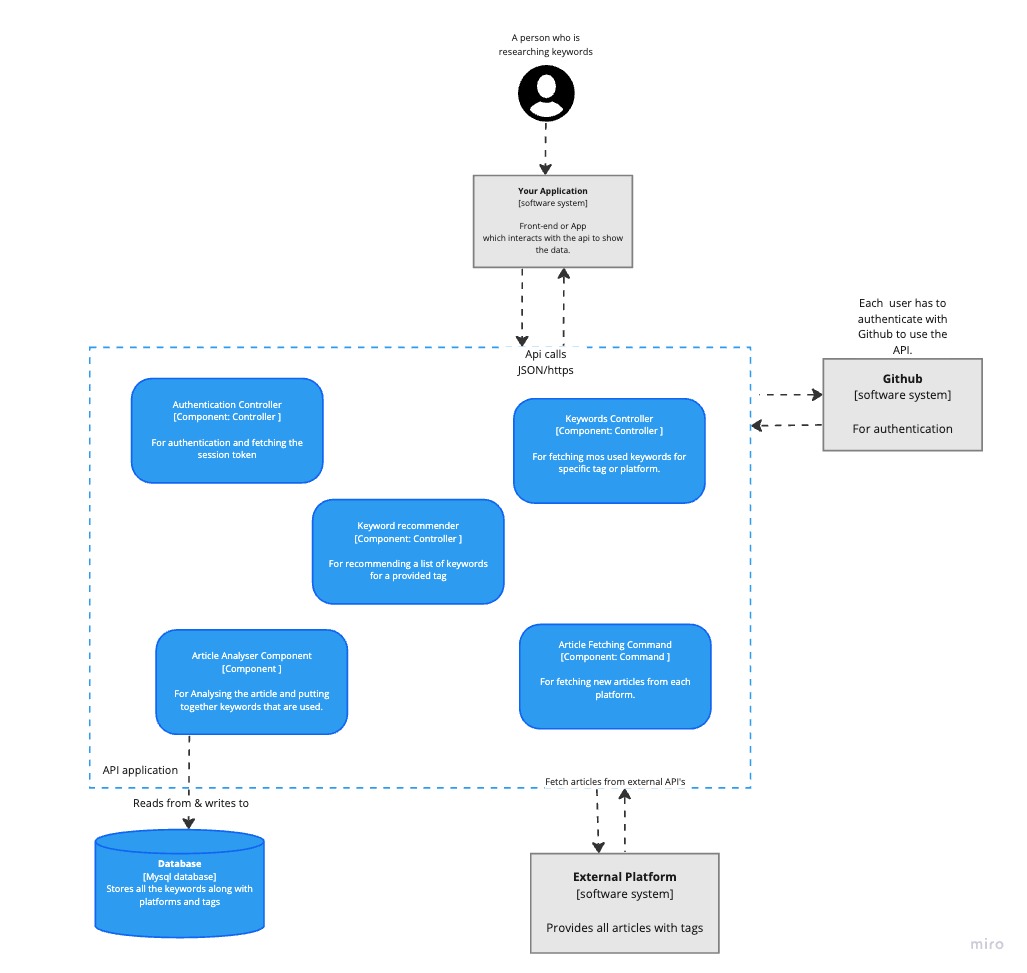 A person who is
researching keywords
Your Application
[software system]
Front-end or App
which interacts with the api to show
the data.
Each  user has to
authenticate with
Github to use the
API.
Api calls
JSON/https
Github
[software system]
For authentication
Authentication Controller
[Component: Controller ]
For authentication and fetching the
session token
Keywords Controller
[Component: Controller ]
For fetching mos used keywords for
specific tag or platform.
Keyword recommender
[Component: Controller ]
For recommending a list of keywords
for a provided tag
Article Analyser Component
[Component ]
For Analysing the article and putting
together keywords that are used.
Article Fetching Command
[Component: Command ]
For fetching new articles from each
platform.
API application
Fetch articles from external API's
Reads from & writes to
Database
[Mysql database]
Stores all the keywords along with
platforms and tags
External Platform
[software system]
Provides all articles with tags
miro